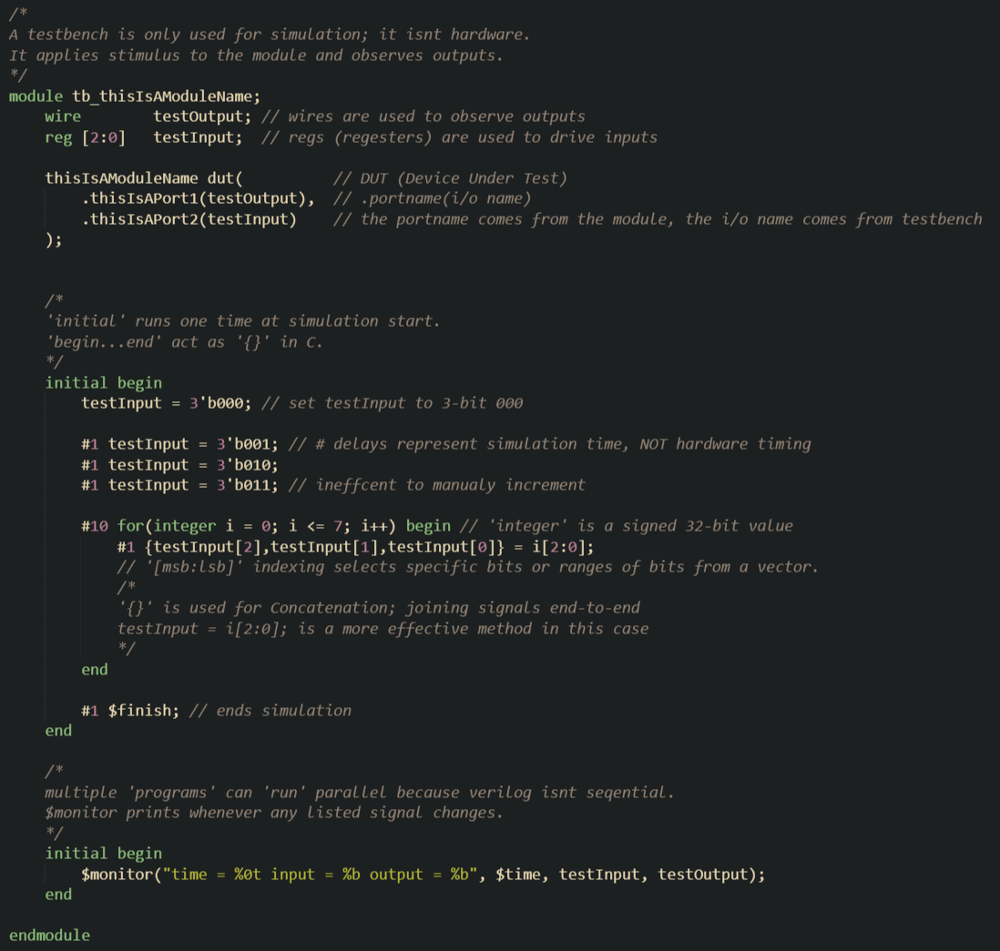 /*
A testbench is only used for simulation; it isnt hardware.
It applies stimulus to the module and observes outputs.
*/
module tb_thisIsAModuleName;
    wire        testOutput; // wires are used to observe outputs
    reg [2:0]   testInput;  // regs (regesters) are used to drive inputs

    thisIsAModuleName dut(          // DUT (Device Under Test)
        .thisIsAPort1(testOutput),  // .portname(i/o name)
        .thisIsAPort2(testInput)    // the portname comes from the module, the i/o name comes from testbench
    );


    /*
    'initial' runs one time at simulation start.
    'begin...end' act as '{}' in C.
    */
    initial begin
        testInput = 3'b000; // set testInput to 3-bit 000

        #1 testInput = 3'b001; // # delays represent simulation time, NOT hardware timing
        #1 testInput = 3'b010;
        #1 testInput = 3'b011; // ineffcent to manualy increment

        #10 for(integer i = 0; i <= 7; i++) begin // 'integer' is a signed 32-bit value
            #1 {testInput[2],testInput[1],testInput[0]} = i[2:0];
            // '[msb:lsb]' indexing selects specific bits or ranges of bits from a vector.
            /*
            '{}' is used for Concatenation; joining signals end-to-end
            testInput = i[2:0]; is a more effective method in this case
            */
        end

        #1 $finish; // ends simulation
    end

    /*
    multiple 'programs' can 'run' parallel because verilog isnt seqential.
    $monitor prints whenever any listed signal changes.
    */
    initial begin
        $monitor("time = %0t input = %b output = %b", $time, testInput, testOutput);
    end

endmodule